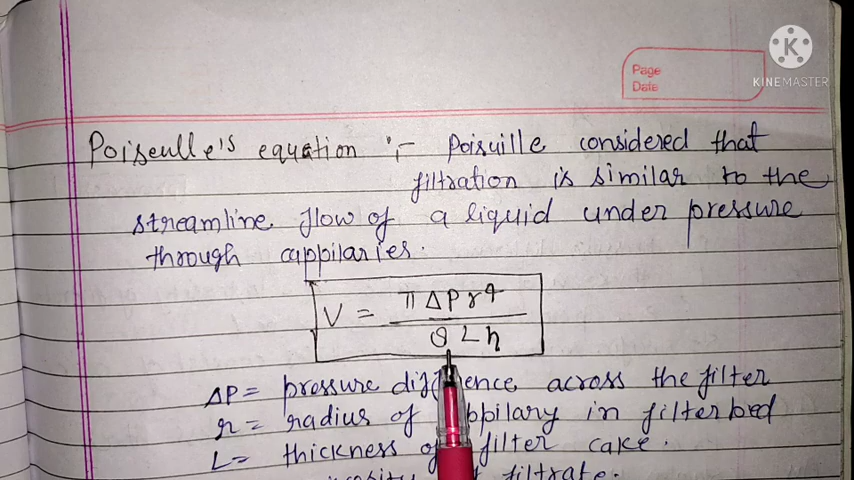 Page
Date
K
KINEMASTER
Poiseulle's equation :- Poisuille considered that
filtration is similar to the
streamline flow of a liquid under pressure
through cappilaries.
V = π ΔP r⁴ / 8 L η
ΔP = pressure difference across the filter
r = radius of cappilary in filter bed
L = thickness of filter cake.
filtrate.